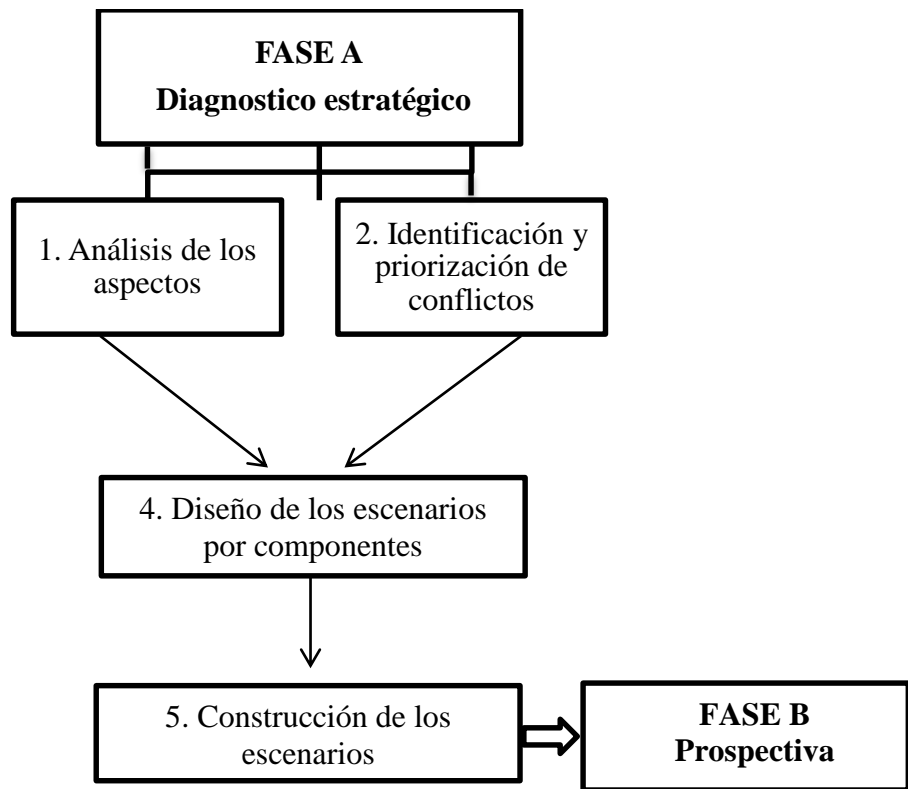 FASE A
Diagnostico estratégico
1. Análisis de los
aspectos
2. Identificación y
priorización de
conflictos
4. Diseño de los escenarios
por componentes
5. Construcción de los
escenarios
FASE B
Prospectiva